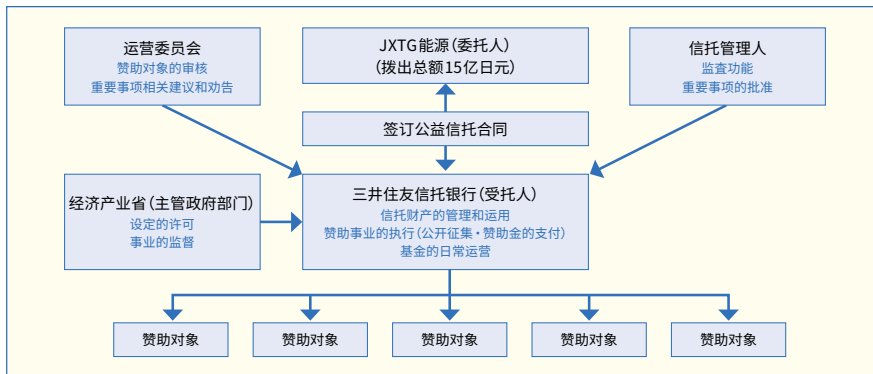 运营委员会
赞助对象的审核
重要事项相关建议和劝告
JXTG能源（委托人）
（拨出总额15亿日元）
信托管理人
监查功能
重要事项的批准
签订公益信托合同
经济产业省（主管政府部门）
设定的许可
事业的监督
三井住友信托银行（受托人）
信托财产的管理和运用
赞助事业的执行（公开征集・赞助金的支付）
基金的日常运营
赞助对象
赞助对象
赞助对象
赞助对象
赞助对象